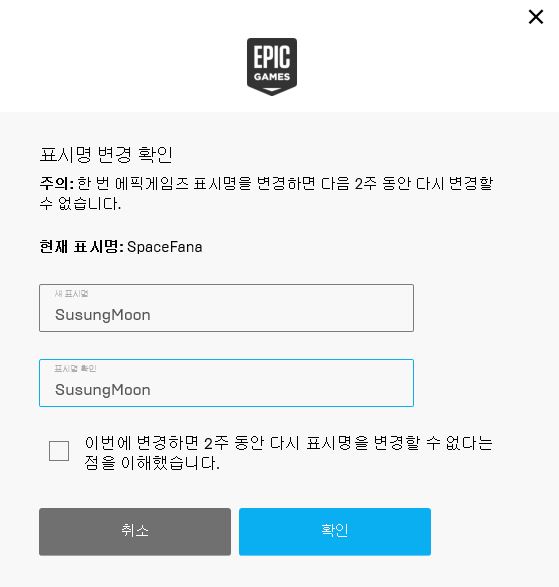 EPIC
GAMES
표시명 변경 확인
주의: 한 번 에픽게임즈 표시명을 변경하면 다음 2주 동안 다시 변경할
수 없습니다.
현재 표시명: SpaceFana
새 표시명
SusungMoon
표시명 확인
SusungMoon
이번에 변경하면 2주 동안 다시 표시명을 변경할 수 없다는
점을 이해했습니다.
취소
확인